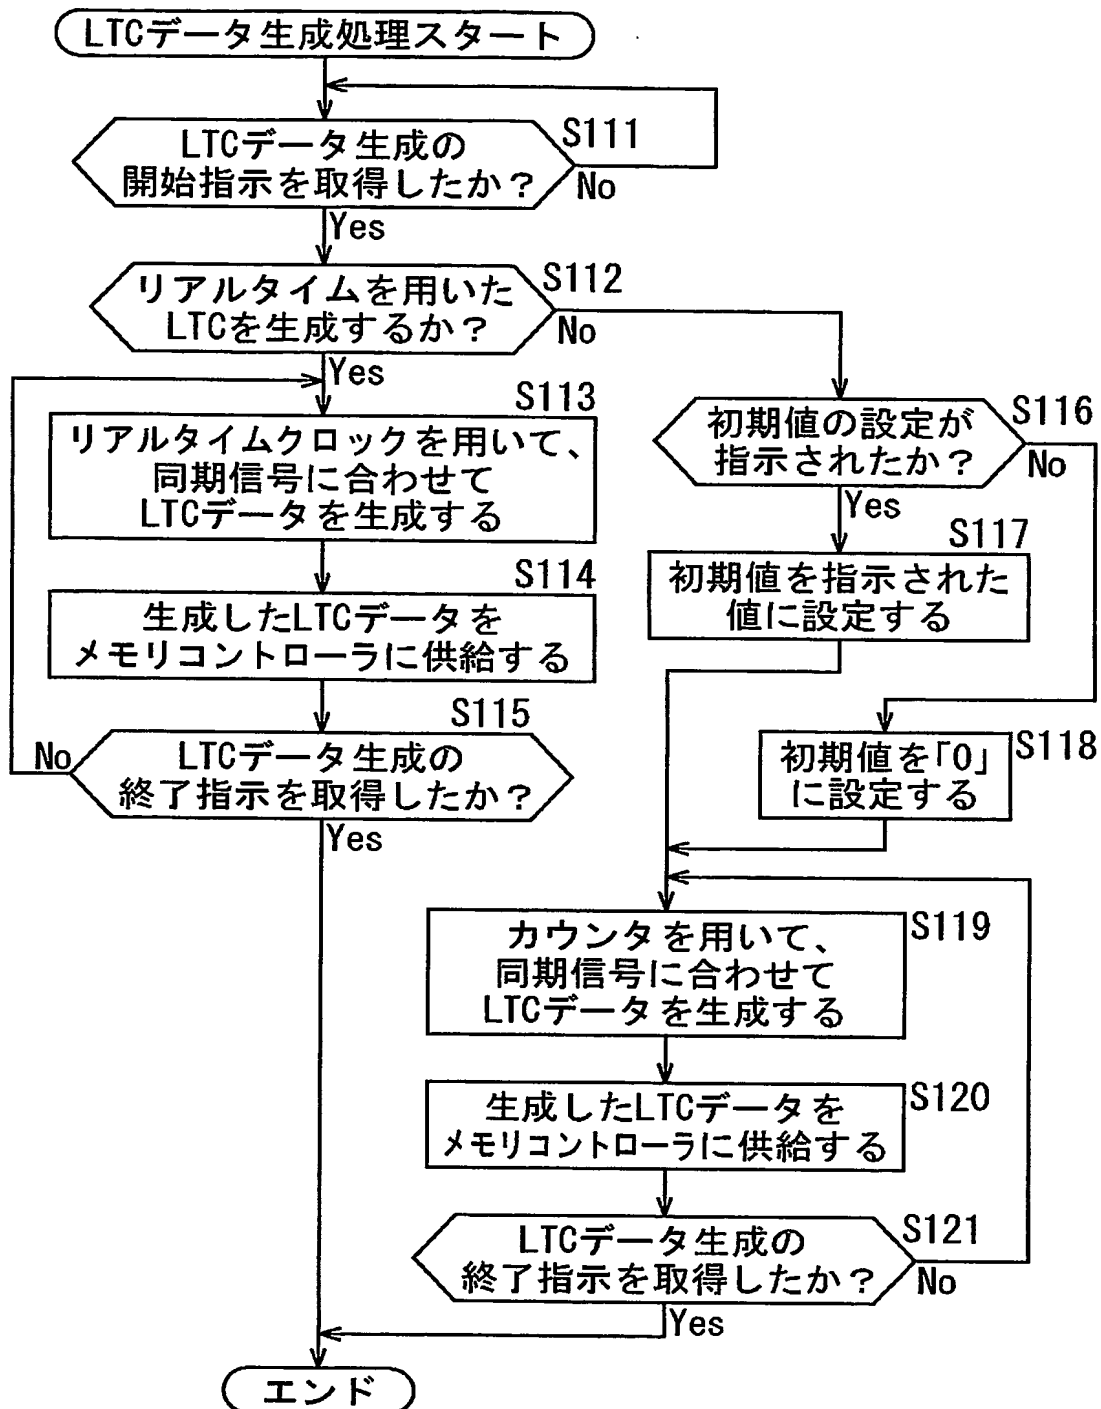 LTCデータ生成処理スタート
S111
LTCデータ生成の
開始指示を取得したか？
No
Yes
S112
リアルタイムを用いた
LTCを生成するか？
No
Yes
S113
リアルタイムクロックを用いて、
同期信号に合わせて
LTCデータを生成する
S114
生成したLTCデータを
メモリコントローラに供給する
S115
LTCデータ生成の
終了指示を取得したか？
No
Yes
S116
初期値の設定が
指示されたか？
No
Yes
S117
初期値を指示された
値に設定する
S118
初期値を「0」
に設定する
S119
カウンタを用いて、
同期信号に合わせて
LTCデータを生成する
S120
生成したLTCデータを
メモリコントローラに供給する
S121
LTCデータ生成の
終了指示を取得したか？
No
Yes
エンド